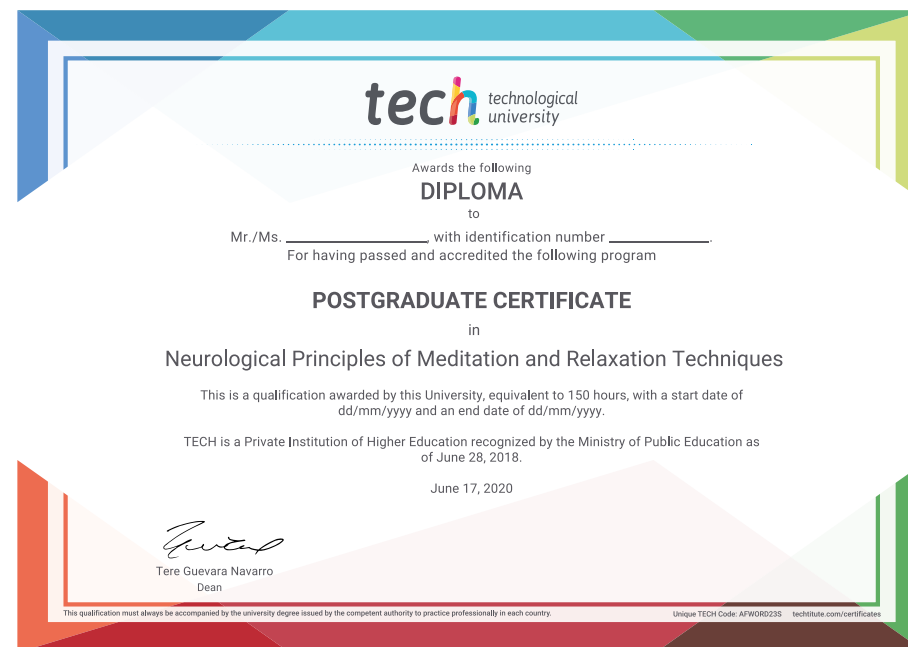 tech technological
university
Awards the following
DIPLOMA
to
Mr./Ms. ____________, with identification number ____________.
For having passed and accredited the following program
POSTGRADUATE CERTIFICATE
in
Neurological Principles of Meditation and Relaxation Techniques
This is a qualification awarded by this University, equivalent to 150 hours, with a start date of
dd/mm/yyyy and an end date of dd/mm/yyyy.
TECH is a Private Institution of Higher Education recognized by the Ministry of Public Education as
of June 28, 2018.
June 17, 2020
Tere Guevara Navarro
Dean
This qualification must always be accompanied by the university degree issued by the competent authority to practice professionally in each country. Unique TECH Code: AFWORD23S techtitute.com/certificates